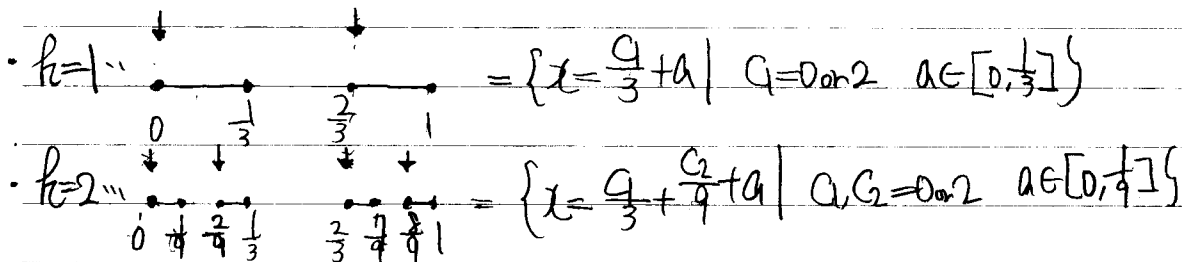 · h=1… = {x = C₁/3 + a | C₁=0 or 2 a∈[0, 1/3]}
0 1/3 2/3 1
· h=2… = {x = C₁/3 + C₂/9 + a | C₁,C₂=0 or 2 a∈[0, 1/9]}
0 1/9 2/9 1/3 2/3 7/9 8/9 1